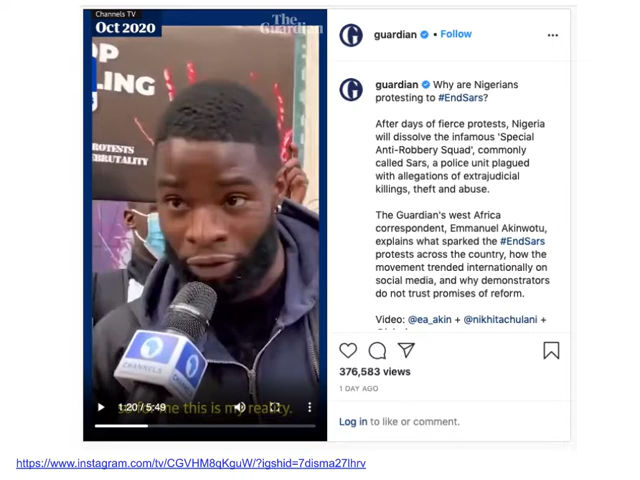 Channels TV
Oct 2020
The
Guardian
OP
LING
ROTESTS
EBRUTALITY
CHANNELS
this is my reality.
1:20 / 5:49
guardian • Follow
guardian Why are Nigerians
protesting to #EndSars?
After days of fierce protests, Nigeria
will dissolve the infamous 'Special
Anti-Robbery Squad', commonly
called Sars, a police unit plagued
with allegations of extrajudicial
killings, theft and abuse.
The Guardian's west Africa
correspondent, Emmanuel Akinwotu,
explains what sparked the #EndSars
protests across the country, how the
movement trended internationally on
social media, and why demonstrators
do not trust promises of reform.
Video: @ea_akin + @nikhitachulani +
376,583 views
1 DAY AGO
Log in to like or comment.
https://www.instagram.com/tv/CGVHM8qKguW/?igshid=7disma27lhrv